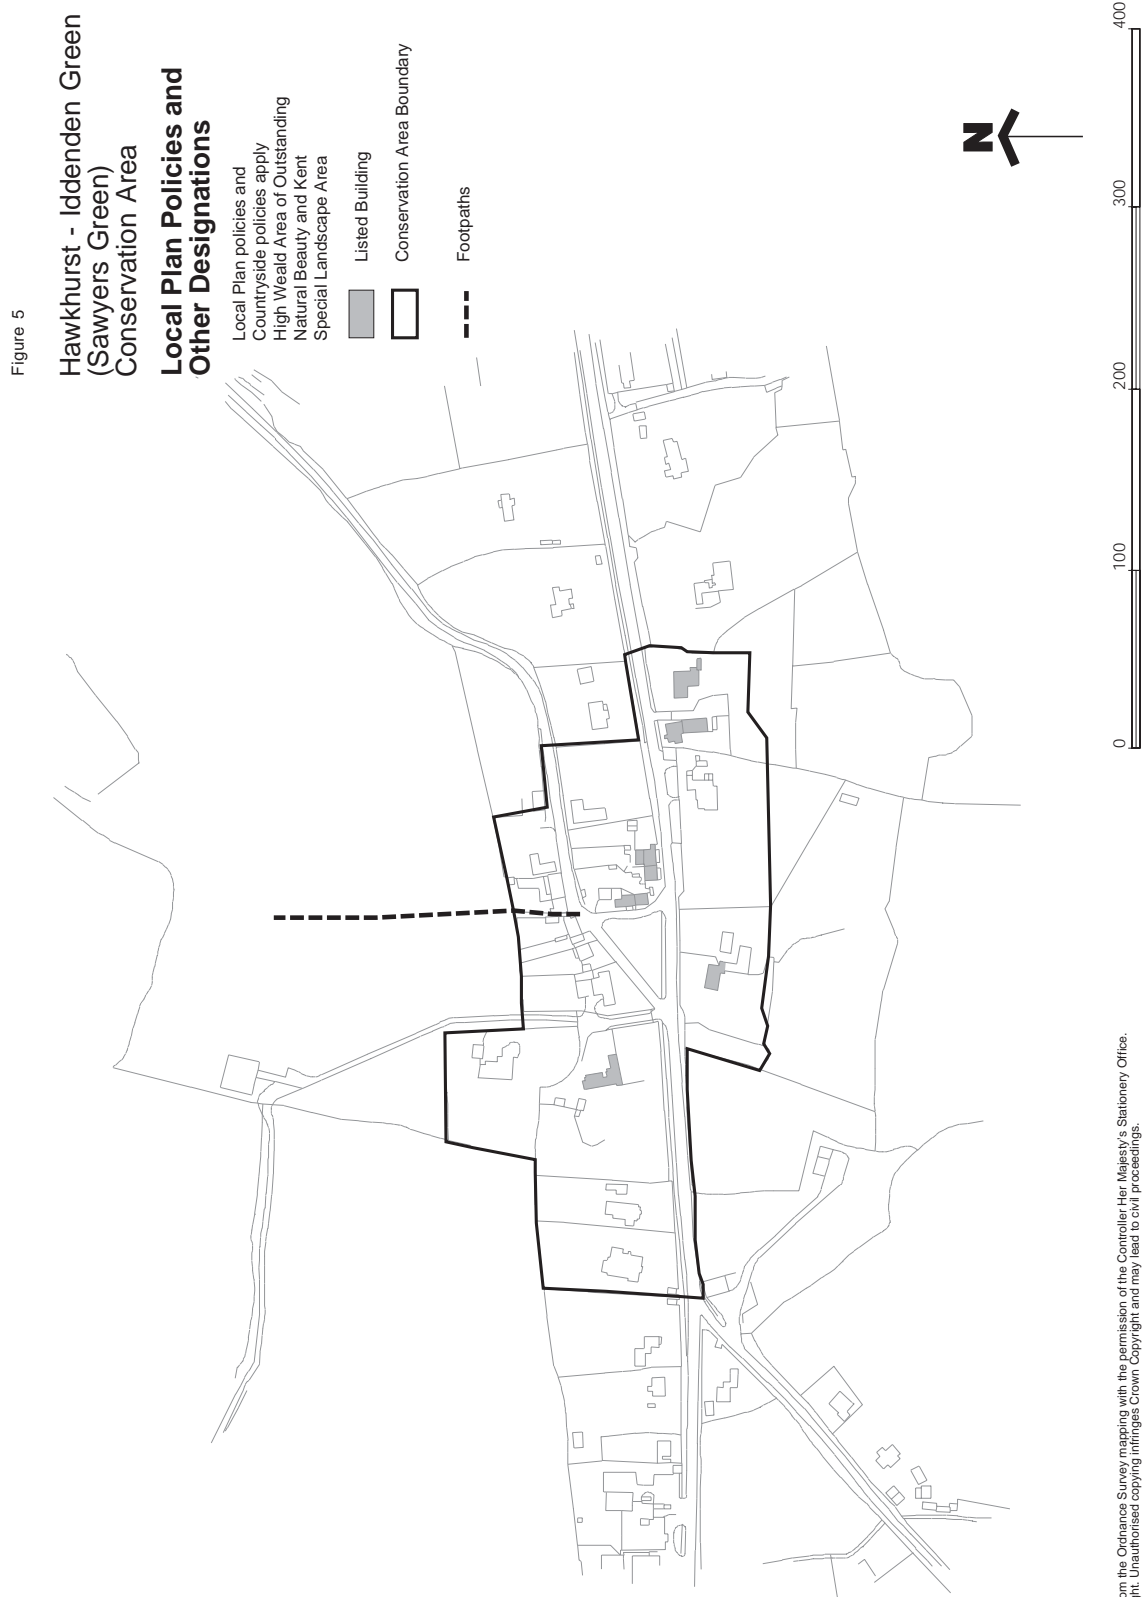 Figure 5
Hawkhurst - Iddenden Green
(Sawyers Green)
Conservation Area
Local Plan Policies and
Other Designations
Local Plan policies and
Countryside policies apply
High Weald Area of Outstanding
Natural Beauty and Kent
Special Landscape Area
Listed Building
Conservation Area Boundary
Footpaths
N
0 100 200 300 400
the Ordnance Survey mapping with the permission of the Controller Her Majesty's Stationery Office.
Unauthorised copying infringes Crown Copyright and may lead to civil proceedings.